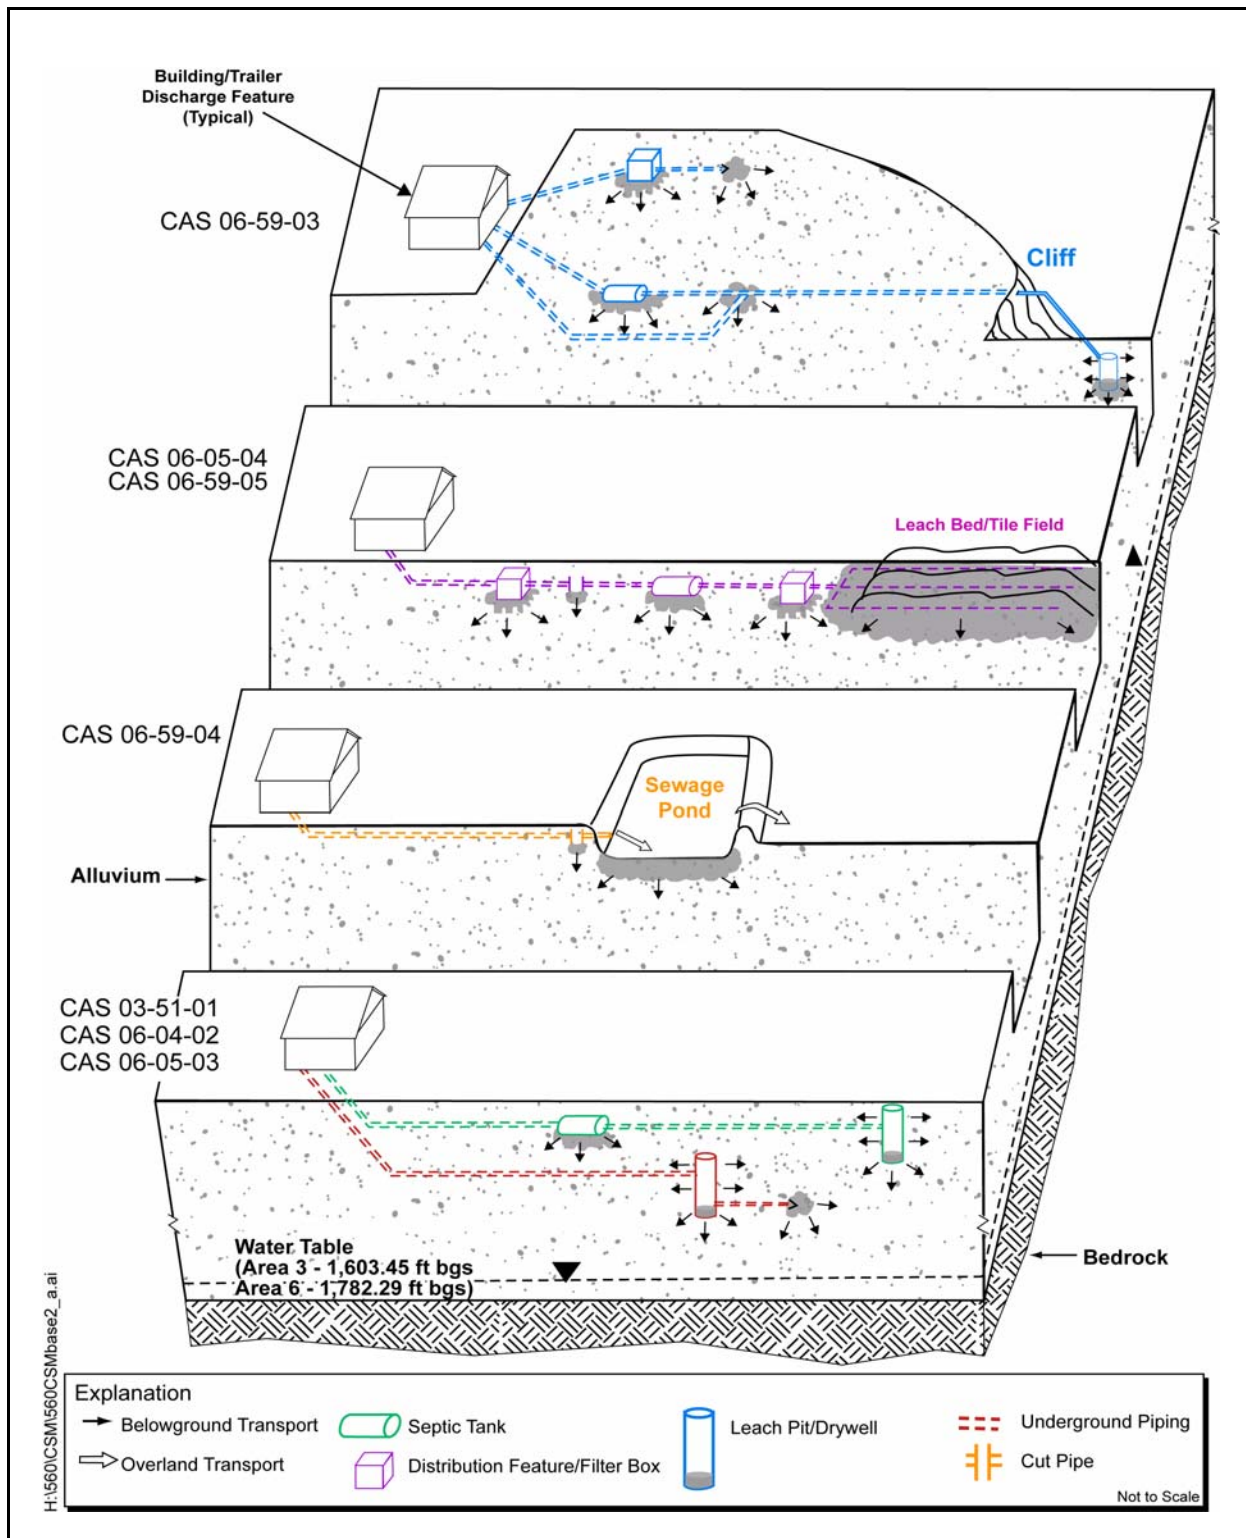 Building/Trailer
Discharge Feature
(Typical)
CAS 06-59-03
Cliff
CAS 06-05-04
CAS 06-59-05
Leach Bed/Tile Field
CAS 06-59-04
Sewage
Pond
Alluvium
CAS 03-51-01
CAS 06-04-02
CAS 06-05-03
Water Table
(Area 3 - 1,603.45 ft bgs
Area 6 - 1,782.29 ft bgs)
Bedrock
H:\560\CSM\560CSMbase2_a.ai
Explanation
Belowground Transport
Septic Tank
Leach Pit/Drywell
Underground Piping
Overland Transport
Distribution Feature/Filter Box
Cut Pipe
Not to Scale